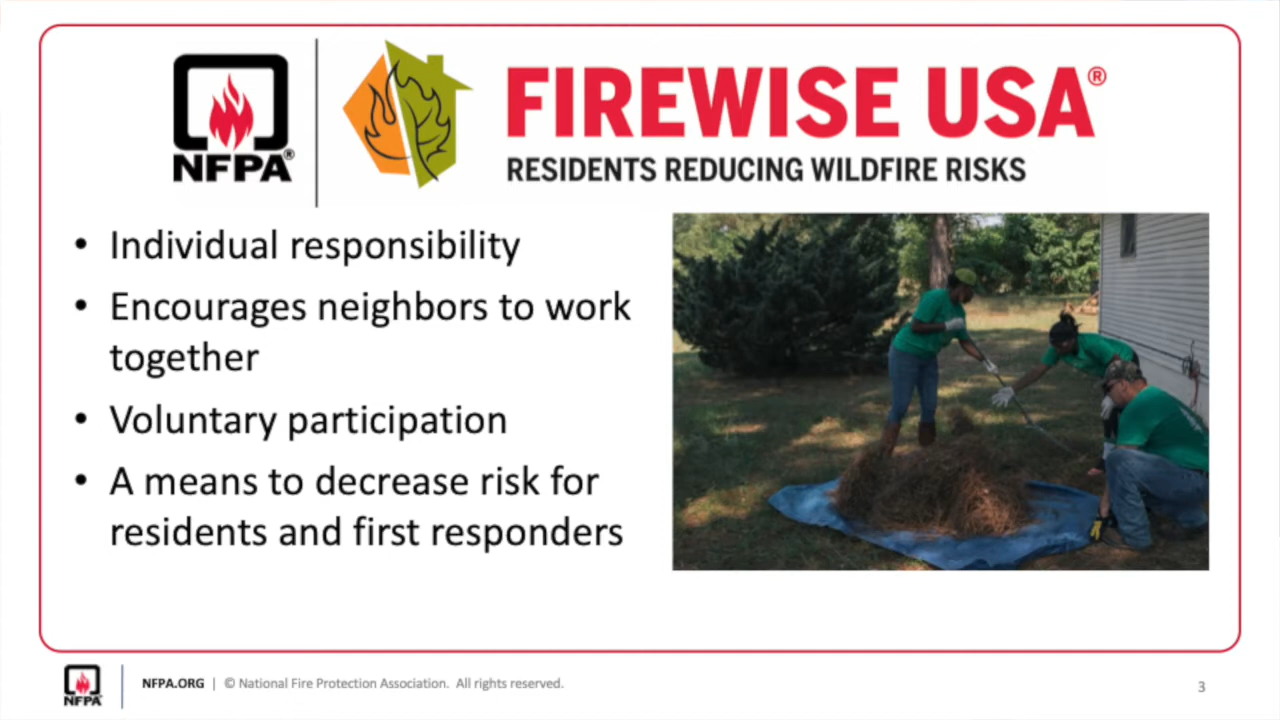 NFPA®
FIREWISE USA®
RESIDENTS REDUCING WILDFIRE RISKS
• Individual responsibility
• Encourages neighbors to work
together
• Voluntary participation
• A means to decrease risk for
residents and first responders
NFPA
NFPA.ORG | © National Fire Protection Association. All rights reserved.
3